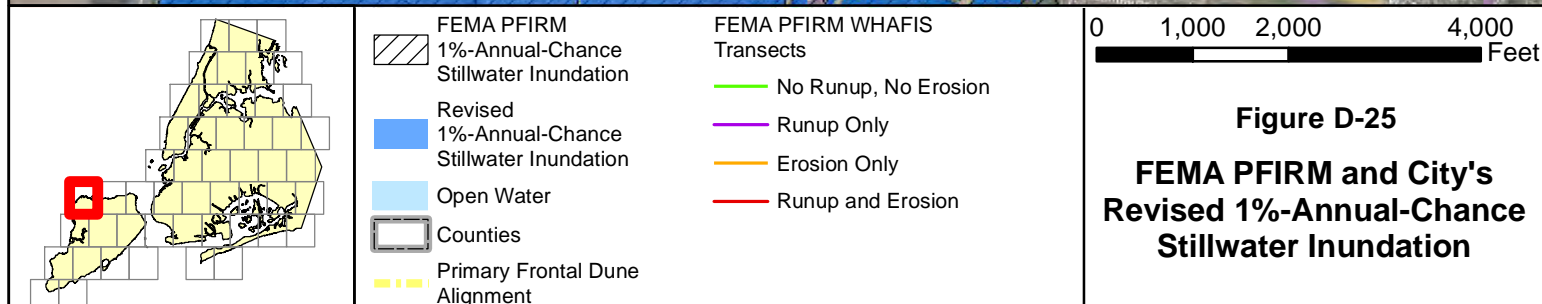 FEMA PFIRM
1%-Annual-Chance
Stillwater Inundation
Revised
1%-Annual-Chance
Stillwater Inundation
Open Water
Counties
Primary Frontal Dune
Alignment
FEMA PFIRM WHAFIS
Transects
No Runup, No Erosion
Runup Only
Erosion Only
Runup and Erosion
0 1,000 2,000 4,000
Feet
Figure D-25
FEMA PFIRM and City's
Revised 1%-Annual-Chance
Stillwater Inundation